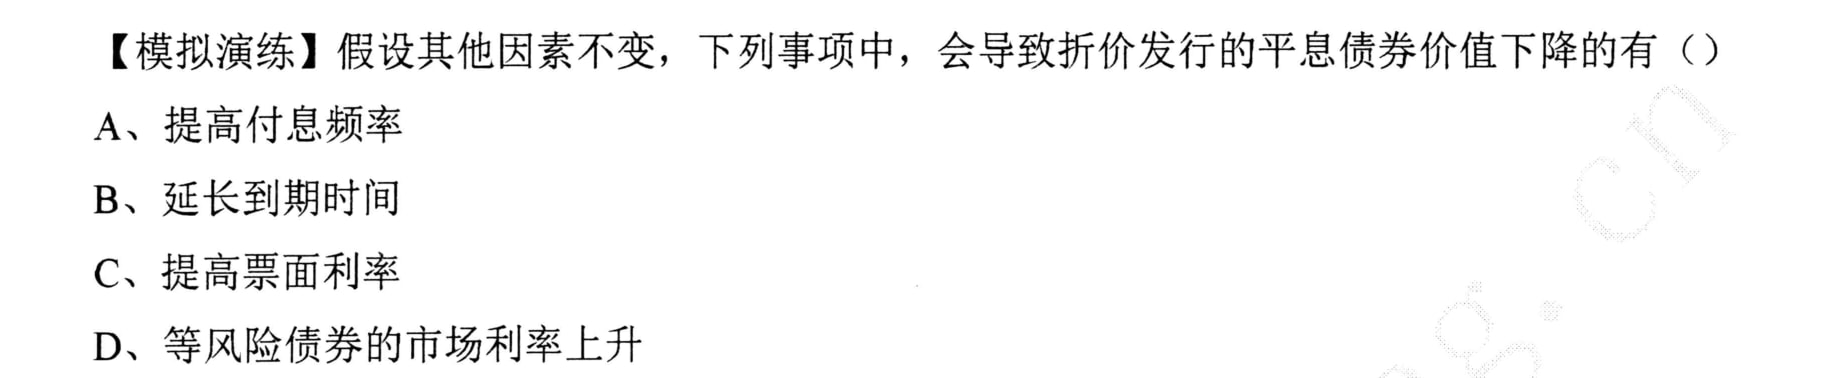 【模拟演练】假设其他因素不变，下列事项中，会导致折价发行的平息债券价值下降的有（）
A、提高付息频率
B、延长到期时间
C、提高票面利率
D、等风险债券的市场利率上升